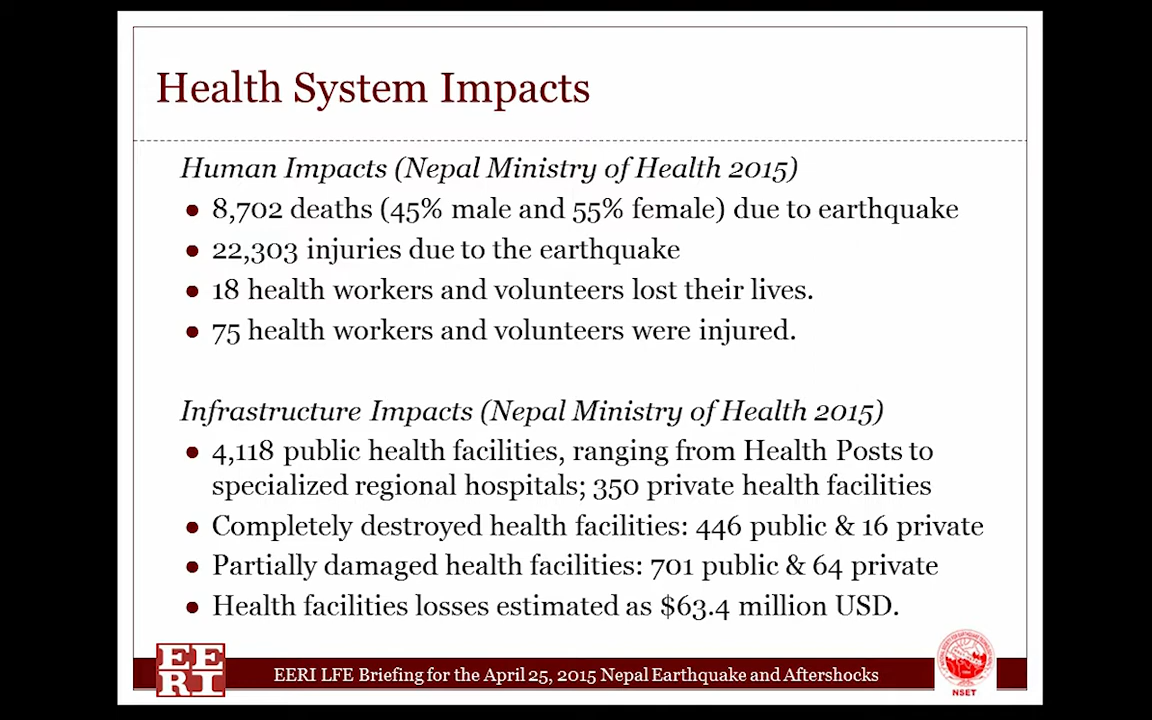 Health System Impacts
Human Impacts (Nepal Ministry of Health 2015)
● 8,702 deaths (45% male and 55% female) due to earthquake
● 22,303 injuries due to the earthquake
● 18 health workers and volunteers lost their lives.
● 75 health workers and volunteers were injured.
Infrastructure Impacts (Nepal Ministry of Health 2015)
● 4,118 public health facilities, ranging from Health Posts to
specialized regional hospitals; 350 private health facilities
● Completely destroyed health facilities: 446 public & 16 private
● Partially damaged health facilities: 701 public & 64 private
● Health facilities losses estimated as $63.4 million USD.
EE
RI
EERI LFE Briefing for the April 25, 2015 Nepal Earthquake and Aftershocks
NSET